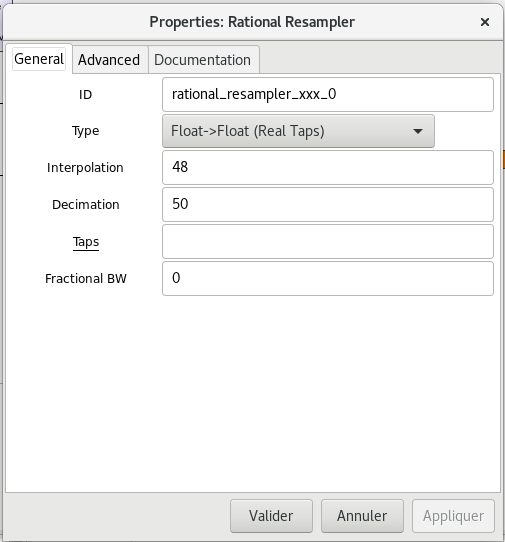 Properties: Rational Resampler ×
General Advanced Documentation
ID rational_resampler_xxx_0
Type Float->Float (Real Taps)
Interpolation 48
Decimation 50
Taps
Fractional BW 0
Valider Annuler Appliquer